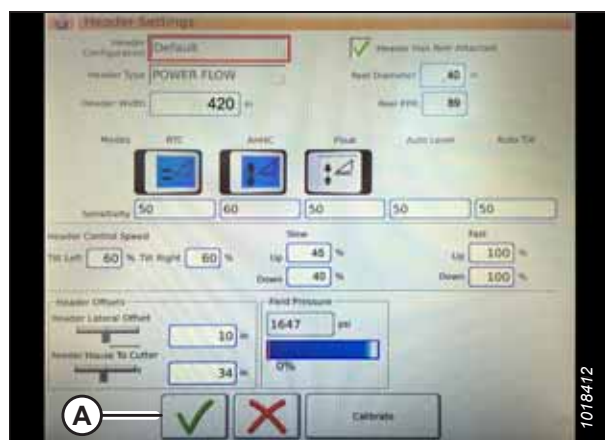 Header Settings
Header Configuration Default
Header Has Reel Attached
Header Type POWER FLOW
Reel Diameter 40 in
Header Width 420 in
Reel PPR 89
Modes RTC AHHC Float Auto Level Auto Tilt
Sensitivity 50 60 50 50 50
Header Control Speed Slow Fast
Tilt Left 60 % Tilt Right 60 % Up 45 % Up 100 %
Down 40 % Down 100 %
Header Offsets Field Pressure
Header Lateral Offset 1647 psi
10 in
Feeder House To Cutter 0%
34 in
A Calibrate
1018412